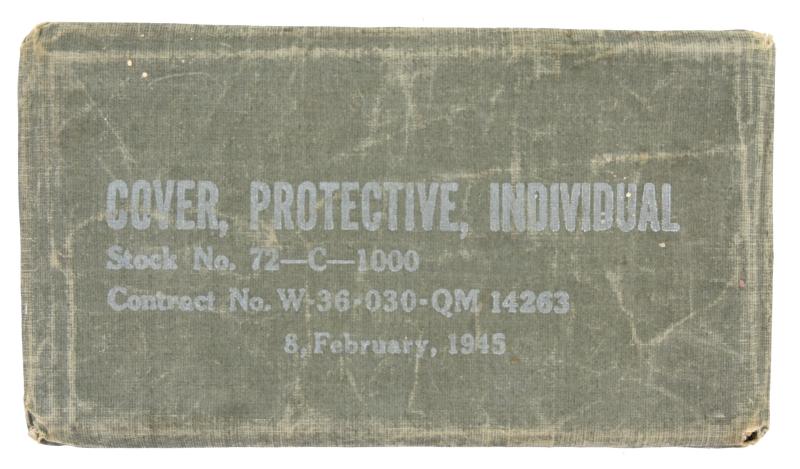 COVER, PROTECTIVE, INDIVIDUAL
Stock No. 72—C—1000
Contract No. W-36-030-QM 14263
8, February, 1945